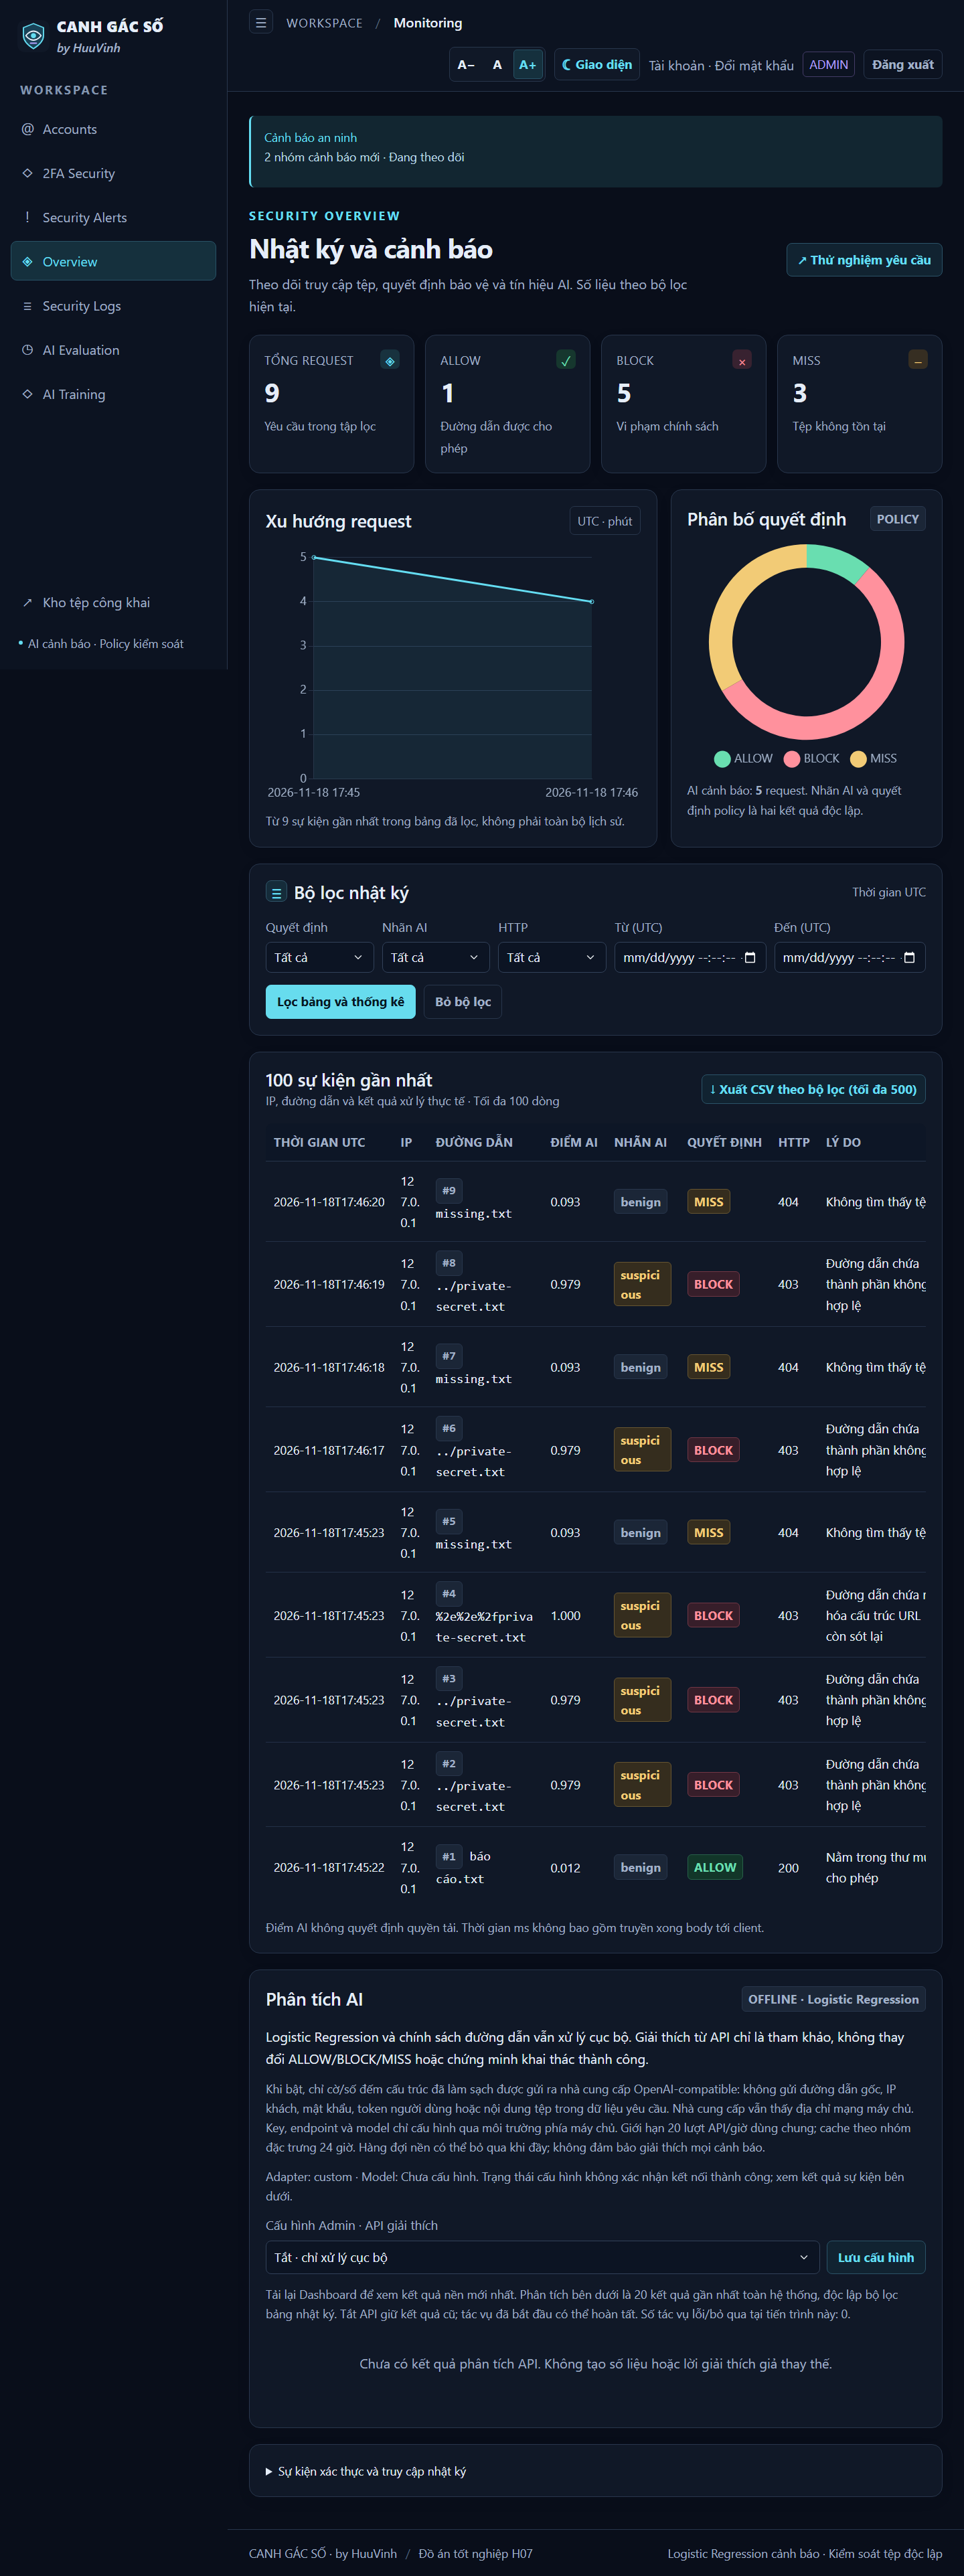 CANH GÁC SỐ
by HuuVinh
WORKSPACE
@ Accounts
2FA Security
! Security Alerts
Overview
Security Logs
AI Evaluation
AI Training
↗ Kho tệp công khai
AI cảnh báo · Policy kiểm soát
WORKSPACE / Monitoring
A− A A+ Giao diện Tài khoản · Đổi mật khẩu ADMIN Đăng xuất
Cảnh báo an ninh
2 nhóm cảnh báo mới · Đang theo dõi
SECURITY OVERVIEW
Nhật ký và cảnh báo
Theo dõi truy cập tệp, quyết định bảo vệ và tín hiệu AI. Số liệu theo bộ lọc
hiện tại.
↗ Thử nghiệm yêu cầu
TỔNG REQUEST
9
Yêu cầu trong tập lọc
ALLOW
1
Đường dẫn được cho
phép
BLOCK
5
Vi phạm chính sách
MISS
3
Tệp không tồn tại
Xu hướng request
UTC · phút
5
4
3
2
1
0
2026-11-18 17:45 2026-11-18 17:46
Từ 9 sự kiện gần nhất trong bảng đã lọc, không phải toàn bộ lịch sử.
Phân bố quyết định
POLICY
ALLOW BLOCK MISS
AI cảnh báo: 5 request. Nhãn AI và quyết
định policy là hai kết quả độc lập.
Bộ lọc nhật ký
Thời gian UTC
Quyết định Nhãn AI HTTP Từ (UTC) Đến (UTC)
Tất cả Tất cả Tất cả mm/dd/yyyy --:--:-- mm/dd/yyyy --:--:--
Lọc bảng và thống kê Bỏ bộ lọc
100 sự kiện gần nhất
IP, đường dẫn và kết quả xử lý thực tế · Tối đa 100 dòng
↓ Xuất CSV theo bộ lọc (tối đa 500)
THỜI GIAN UTC IP ĐƯỜNG DẪN ĐIỂM AI NHÃN AI QUYẾT ĐỊNH HTTP LÝ DO
2026-11-18T17:46:20 127.0.0.1 #9 missing.txt 0.093 benign MISS 404 Không tìm thấy tệ
2026-11-18T17:46:19 127.0.0.1 #8 ../private-secret.txt 0.979 suspicious BLOCK 403 Đường dẫn chứa thành phần không hợp lệ
2026-11-18T17:46:18 127.0.0.1 #7 missing.txt 0.093 benign MISS 404 Không tìm thấy tệ
2026-11-18T17:46:17 127.0.0.1 #6 ../private-secret.txt 0.979 suspicious BLOCK 403 Đường dẫn chứa thành phần không hợp lệ
2026-11-18T17:45:23 127.0.0.1 #5 missing.txt 0.093 benign MISS 404 Không tìm thấy tệ
2026-11-18T17:45:23 127.0.0.1 #4 %2e%2e%2fprivate-secret.txt 1.000 suspicious BLOCK 403 Đường dẫn chứa hóa cấu trúc URL còn sót lại
2026-11-18T17:45:23 127.0.0.1 #3 ../private-secret.txt 0.979 suspicious BLOCK 403 Đường dẫn chứa thành phần không hợp lệ
2026-11-18T17:45:23 127.0.0.1 #2 ../private-secret.txt 0.979 suspicious BLOCK 403 Đường dẫn chứa thành phần không hợp lệ
2026-11-18T17:45:22 127.0.0.1 #1 báo cáo.txt 0.012 benign ALLOW 200 Nằm trong thư cho phép
Điểm AI không quyết định quyền tải. Thời gian ms không bao gồm truyền xong body tới client.
Phân tích AI
OFFLINE · Logistic Regression
Logistic Regression và chính sách đường dẫn vẫn xử lý cục bộ. Giải thích từ API chỉ là tham khảo, không thay
đổi ALLOW/BLOCK/MISS hoặc chứng minh khai thác thành công.
Khi bật, chỉ cờ/số đếm cấu trúc đã làm sạch được gửi ra nhà cung cấp OpenAI-compatible: không gửi đường dẫn gốc, IP
khách, mật khẩu, token người dùng hoặc nội dung tệp trong dữ liệu yêu cầu. Nhà cung cấp vẫn thấy địa chỉ mạng máy chủ.
Key, endpoint và model chỉ cấu hình qua môi trường phía máy chủ. Giới hạn 20 lượt API/giờ dùng chung; cache theo nhóm
đặc trưng 24 giờ. Hàng đợi nền có thể bỏ qua khi đầy; không đảm bảo giải thích mọi cảnh báo.
Adapter: custom · Model: Chưa cấu hình. Trạng thái cấu hình không xác nhận kết nối thành công; xem kết quả sự kiện bên
dưới.
Cấu hình Admin · API giải thích
Tắt · chỉ xử lý cục bộ
Lưu cấu hình
Tải lại Dashboard để xem kết quả nền mới nhất. Phân tích bên dưới là 20 kết quả gần nhất toàn hệ thống, độc lập bộ lọc
bảng nhật ký. Tắt API giữ kết quả cũ; tác vụ đã bắt đầu có thể hoàn tất. Số tác vụ lỗi/bỏ qua tại tiến trình này: 0.
Chưa có kết quả phân tích API. Không tạo số liệu hoặc lời giải thích giả thay thế.
▶ Sự kiện xác thực và truy cập nhật ký
CANH GÁC SỐ · by HuuVinh / Đồ án tốt nghiệp H07
Logistic Regression cảnh báo · Kiểm soát tệp độc lập